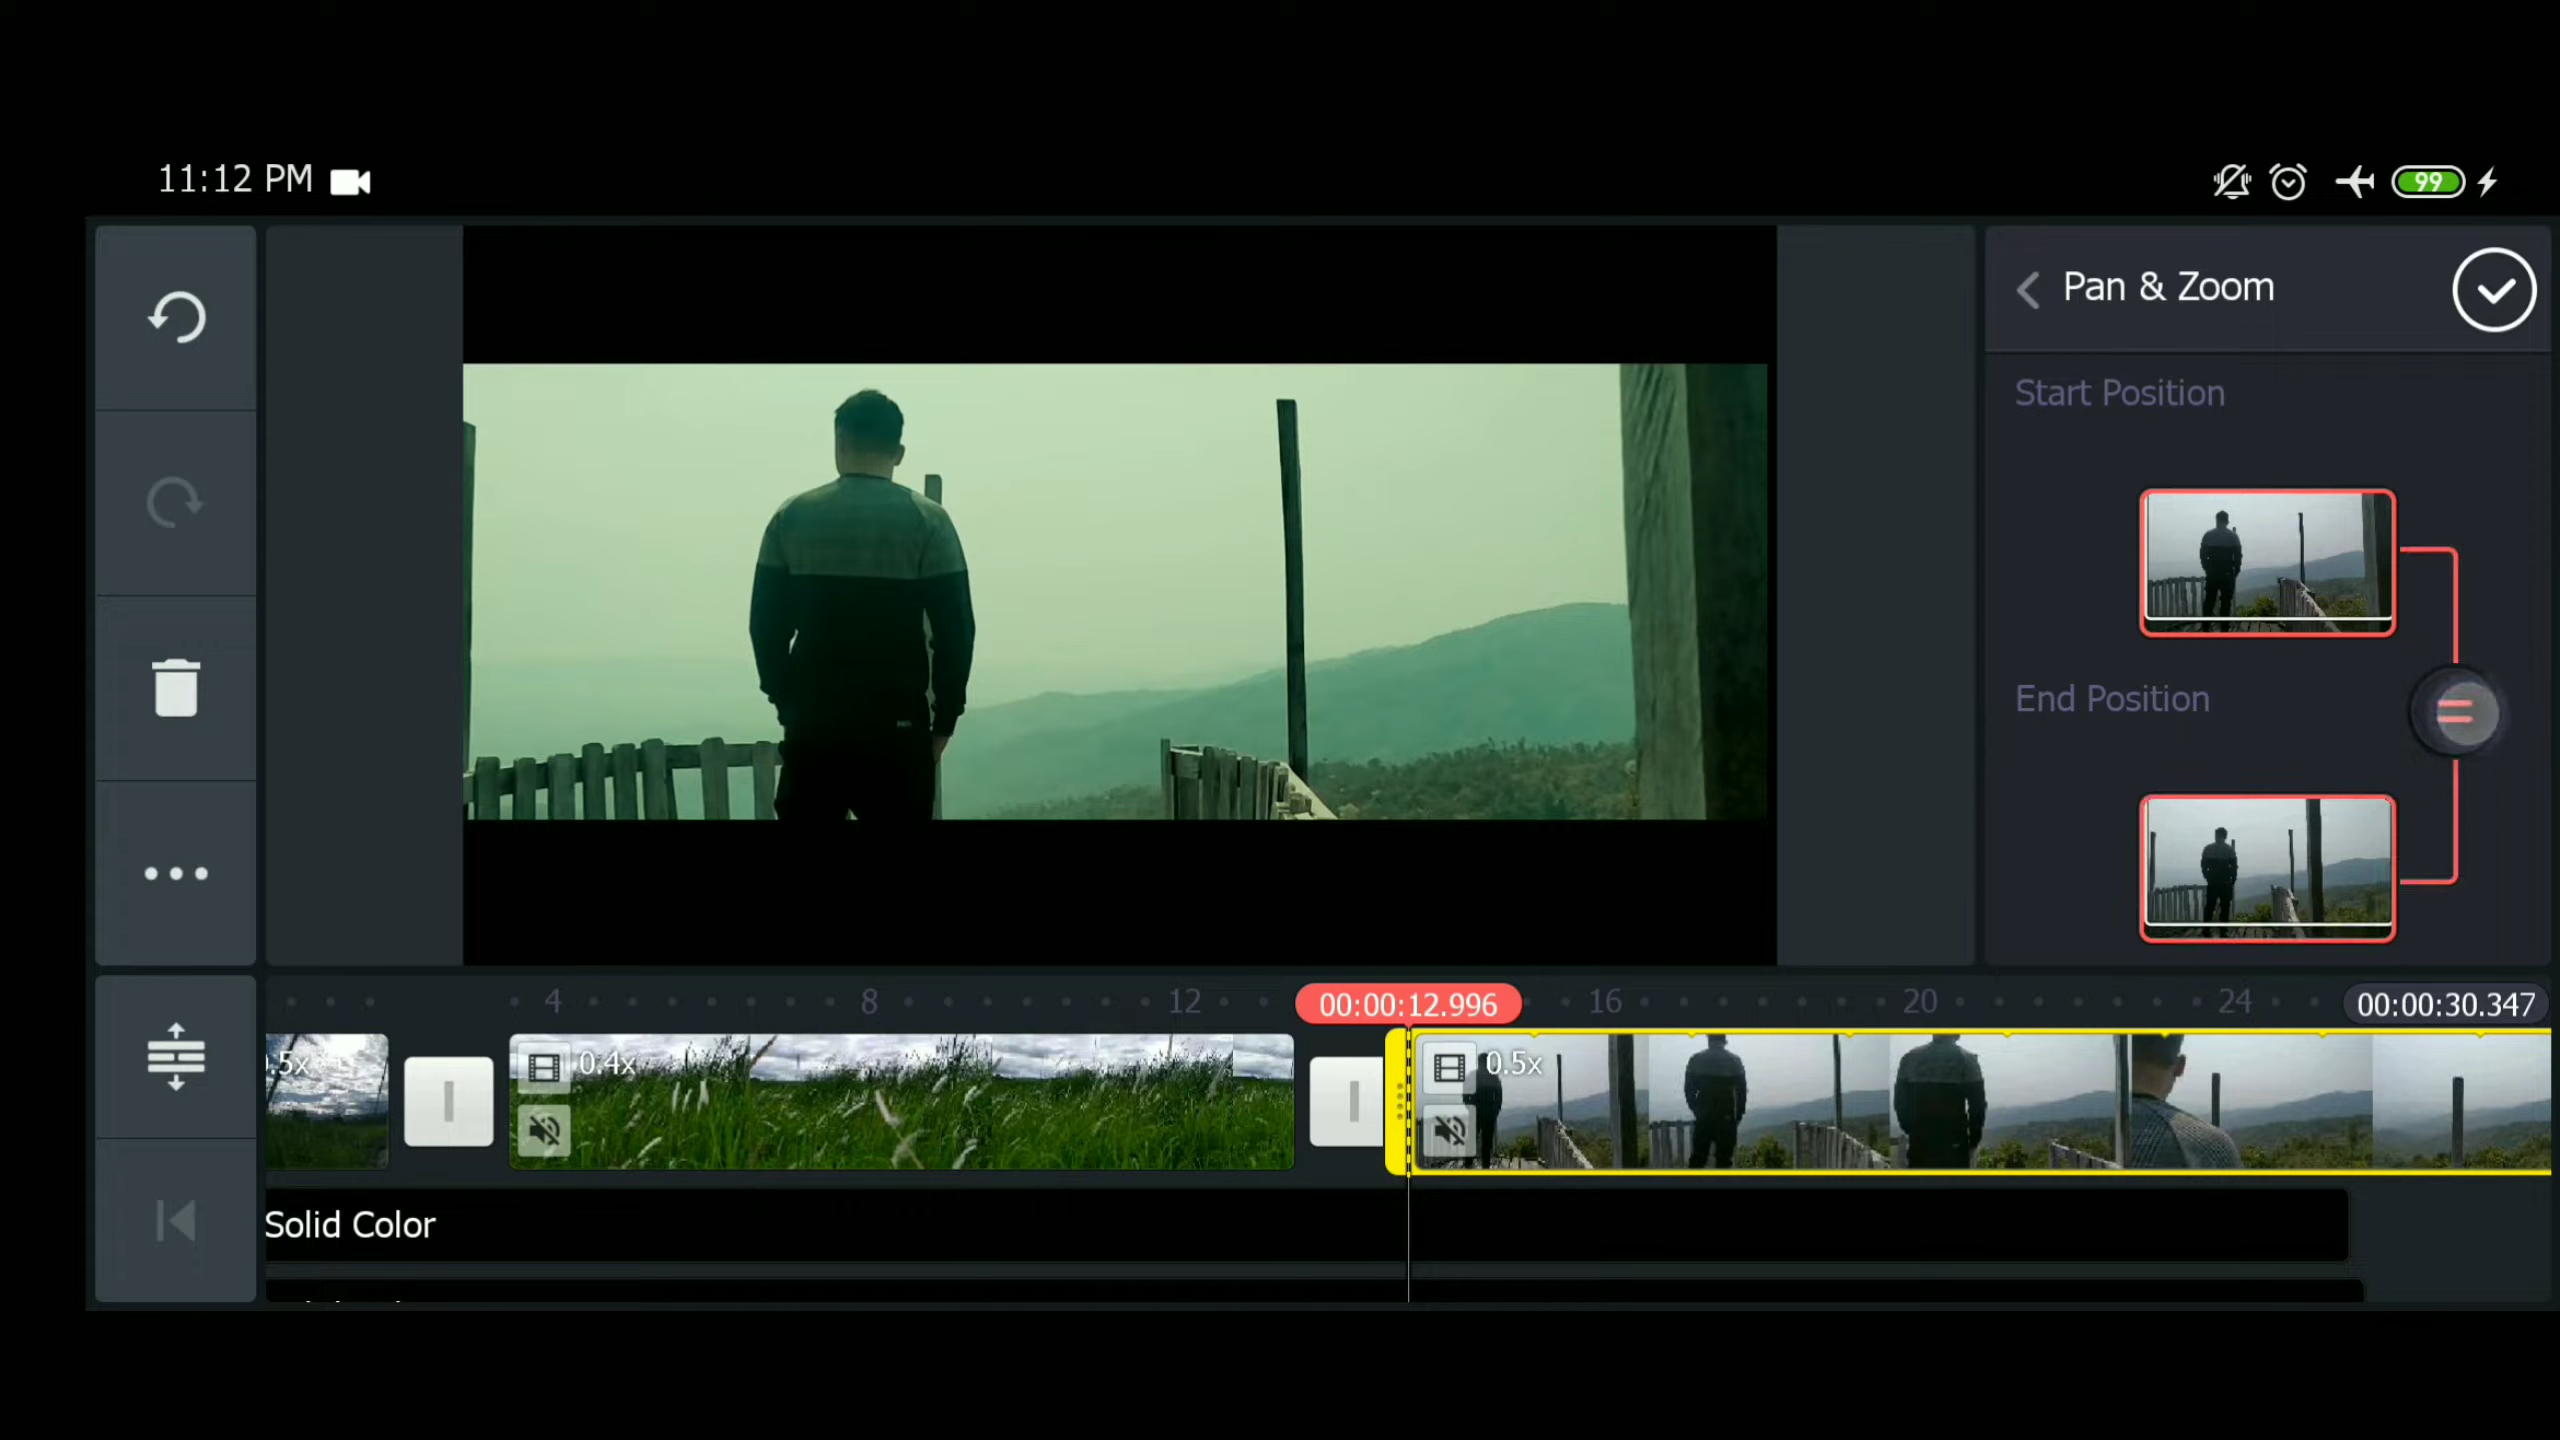 11:12 PM
99
Pan & Zoom
Start Position
End Position
4 8 12 00:00:12.996 16 20 24 00:00:30.347
.5x 0.4x 0.5x
Solid Color